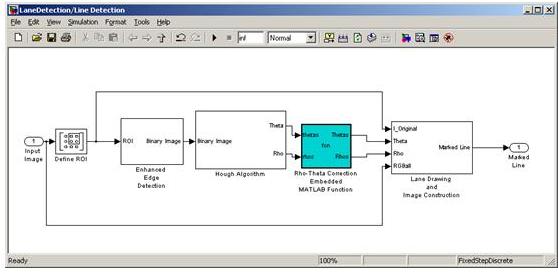 LaneDetection/Line Detection
File Edit View Simulation Format Tools Help
inf Normal
1
Input
Image
Define ROI
ROI Binary Image
Enhanced
Edge
Detection
Binary Image Theta Rho
Hough Algorithm
thetas Thetas
fcn
rhos Rhos
Rho-Theta Correction
Embedded
MATLAB Function
I_Original
Theta
Marked Line
Rho
RGBall
Lane Drawing
and
Image Construction
1
Marked
Line
Ready 100% FixedStepDiscrete